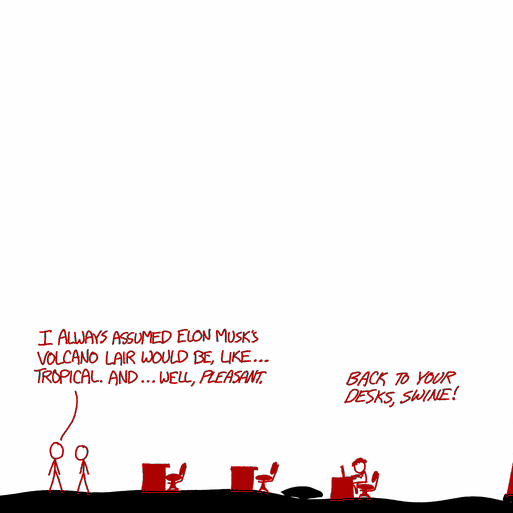 I ALWAYS ASSUMED ELON MUSK'S
VOLCANO LAIR WOULD BE, LIKE...
TROPICAL. AND...WELL, PLEASANT.
BACK TO YOUR
DESKS, SWINE!